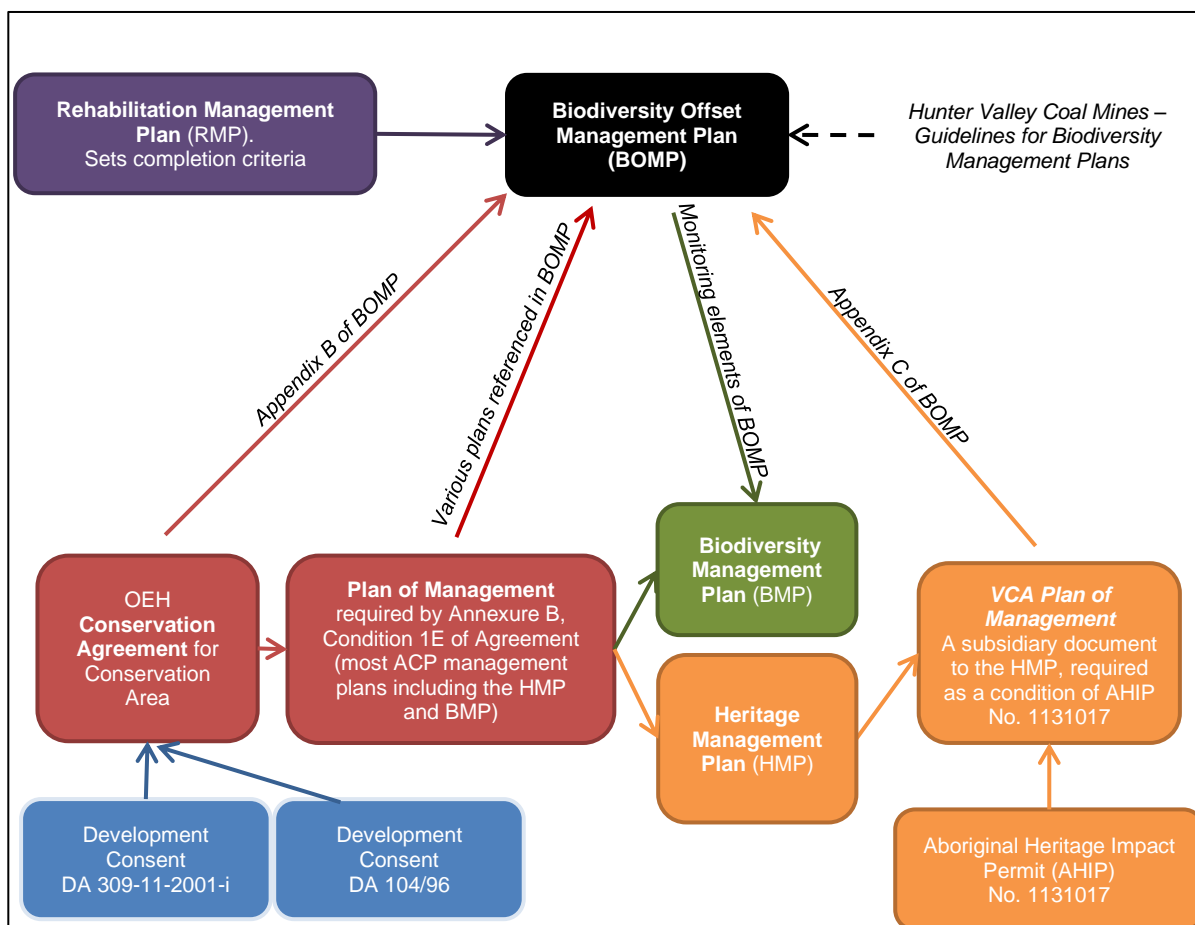 Rehabilitation Management
Plan (RMP).
Sets completion criteria
Biodiversity Offset
Management Plan
(BOMP)
Hunter Valley Coal Mines –
Guidelines for Biodiversity
Management Plans
Appendix B of BOMP
Various plans referenced in BOMP
Monitoring elements of BOMP
Appendix C of BOMP
OEH
Conservation
Agreement for
Conservation
Area
Plan of Management
required by Annexure B,
Condition 1E of Agreement
(most ACP management
plans including the HMP
and BMP)
Biodiversity
Management
Plan (BMP)
Heritage
Management
Plan (HMP)
VCA Plan of
Management
A subsidiary document
to the HMP, required
as a condition of AHIP
No. 1131017
Development
Consent
DA 309-11-2001-i
Development
Consent
DA 104/96
Aboriginal Heritage Impact
Permit (AHIP)
No. 1131017